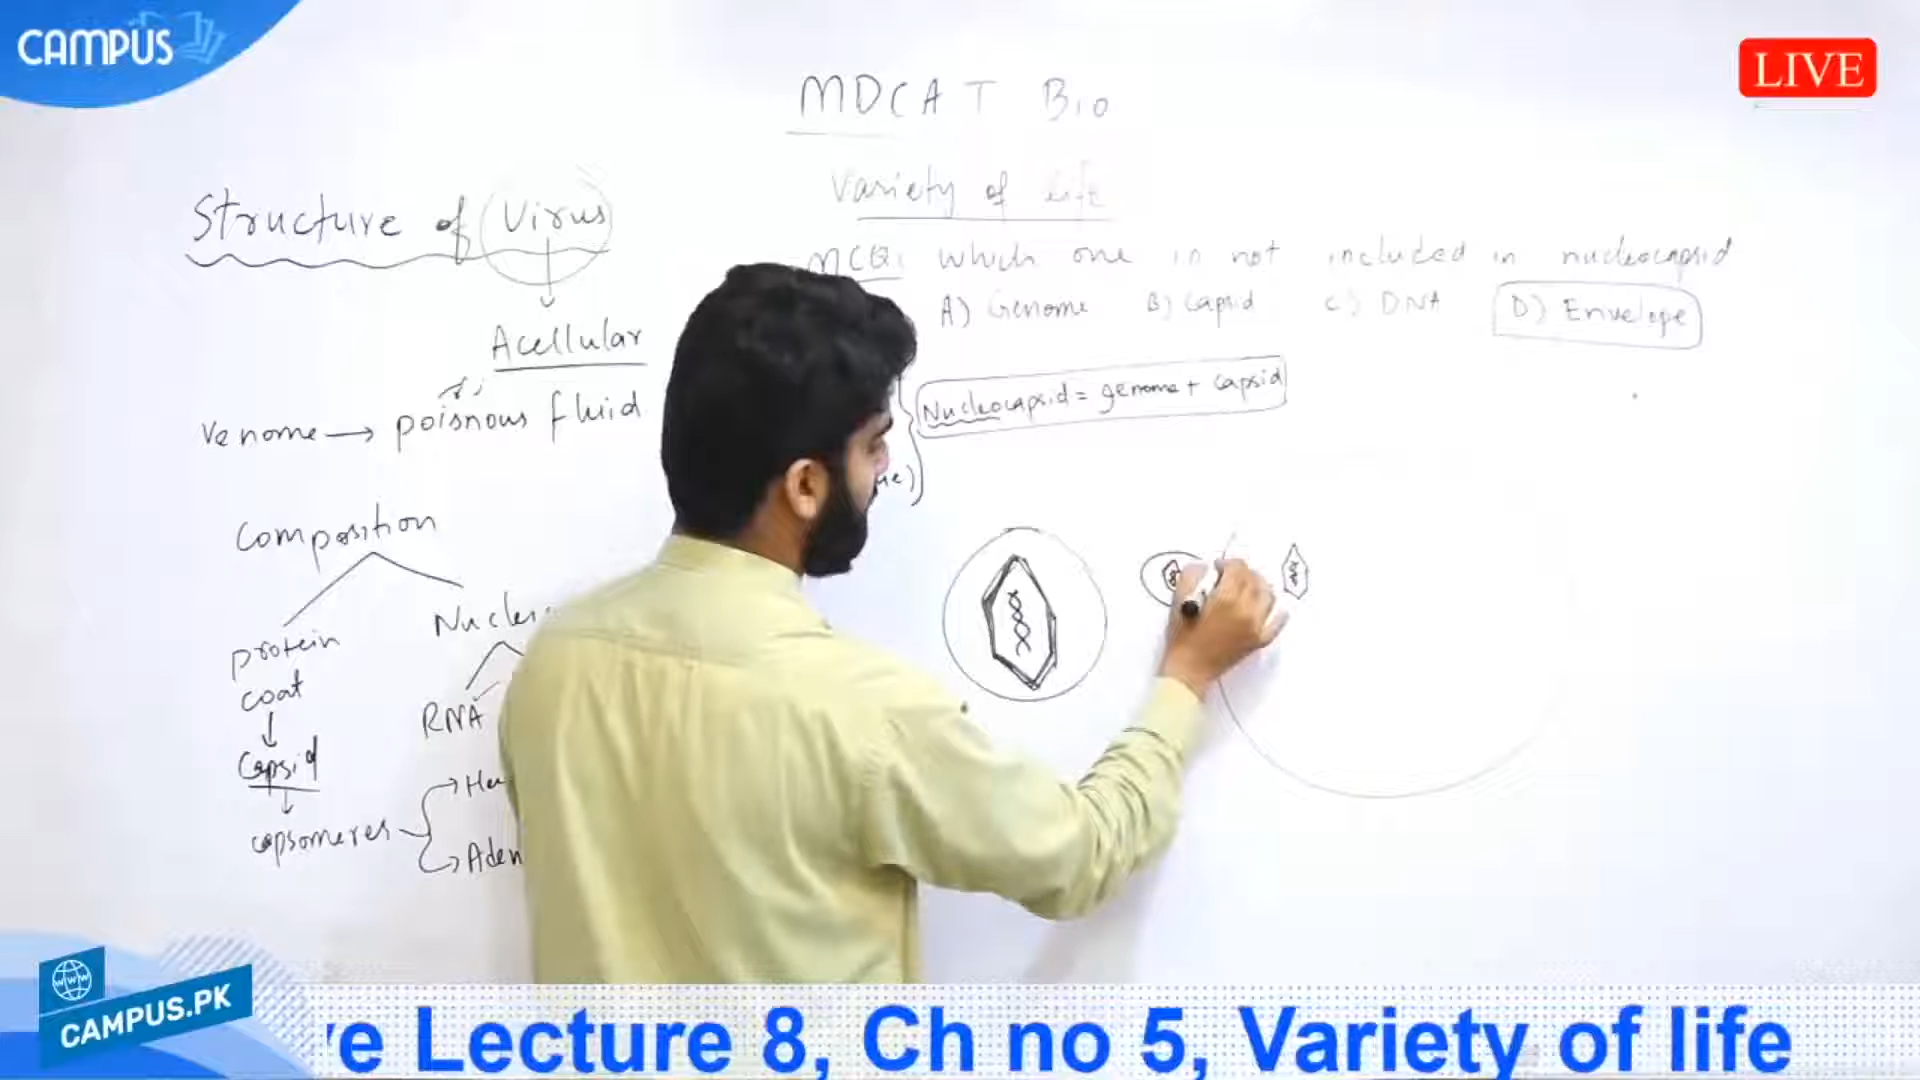 CAMPUS
LIVE
MDCAT Bio
Variety of life
Structure of Virus
MCQ: Which one is not included in nucleocapsid
A) Genome B) Capsid C) DNA D) Envelope
Acellular
Nucleocapsid = genome + capsid
Venome → poisnous fluid
Composition
protein
coat
RNA
Capsid
capsomeres
WWW
CAMPUS.PK
Lecture 8, Ch no 5, Variety of life